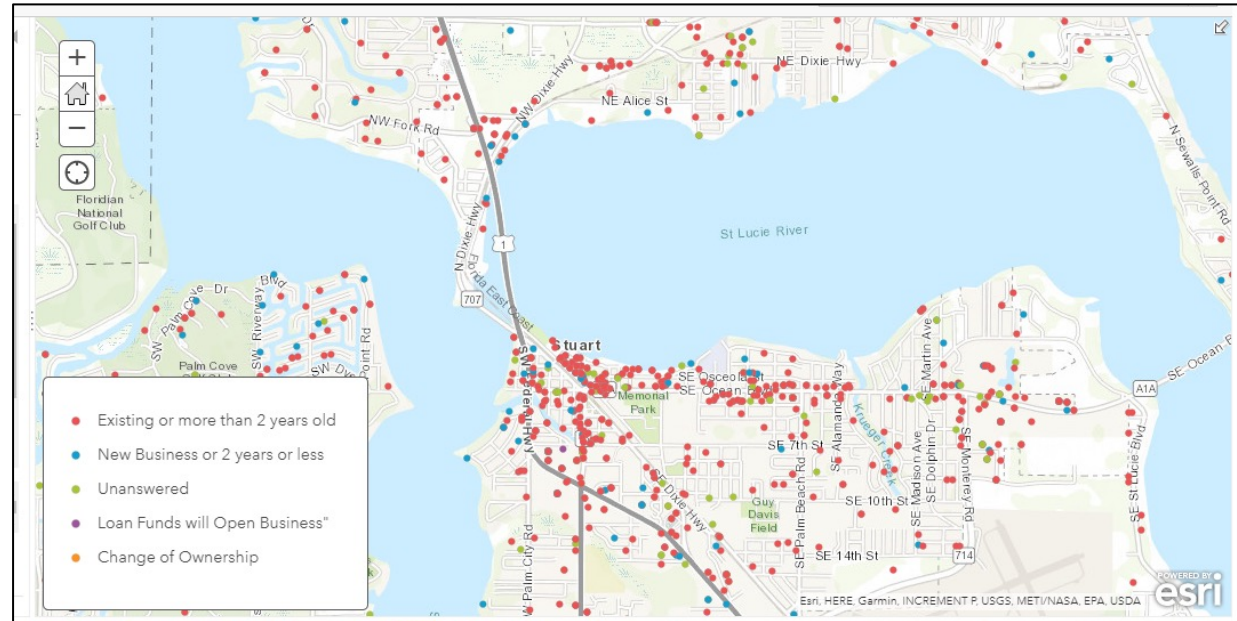 NE Dixie Hwy
NW Dixie Hwy
NE Alice St
NW Fork Rd
N Sewalls Point Rd
Floridian
National
Golf Club
St Lucie River
N Dixie Hwy
1
Florida East Coast
707
SW Palm Cove Dr
SW Riverway Blvd
Point Rd
Stuart
Palm Cove
SE Osceola St
SE Ocean Blvd
SE Ocean B
A1A
Memorial
Park
SE Alamanda Way
SE Martin Ave
Krueger Creek
SE 7th St
SE Madison Ave
SE Dolphin Dr
SE Monterey Rd
SE St Lucie Blvd
SE Palm Beach Rd
SE 10th St
SE Dixie Hwy
Guy
Davis
Field
SE 14th St
714
SW Palm City Rd
Existing or more than 2 years old
New Business or 2 years or less
Unanswered
Loan Funds will Open Business"
Change of Ownership
Esri, HERE, Garmin, INCREMENT P, USGS, METI/NASA, EPA, USDA
POWERED BY
esri